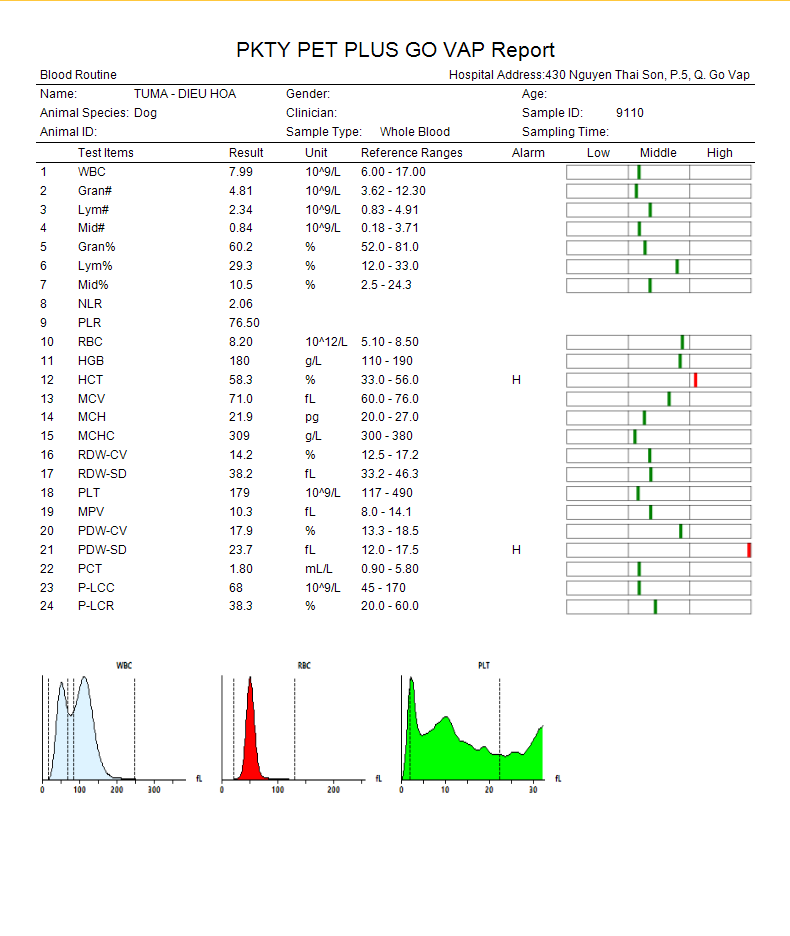 PKTY PET PLUS GO VAP Report
Blood Routine Hospital Address:430 Nguyen Thai Son, P.5, Q. Go Vap
Name: TUMA - DIEU HOA Gender: Age:
Animal Species: Dog Clinician: Sample ID: 9110
Animal ID: Sample Type: Whole Blood Sampling Time:
Test Items Result Unit Reference Ranges Alarm Low Middle High
1 WBC 7.99 10^9/L 6.00 - 17.00
2 Gran# 4.81 10^9/L 3.62 - 12.30
3 Lym# 2.34 10^9/L 0.83 - 4.91
4 Mid# 0.84 10^9/L 0.18 - 3.71
5 Gran% 60.2 % 52.0 - 81.0
6 Lym% 29.3 % 12.0 - 33.0
7 Mid% 10.5 % 2.5 - 24.3
8 NLR 2.06
9 PLR 76.50
10 RBC 8.20 10^12/L 5.10 - 8.50
11 HGB 180 g/L 110 - 190
12 HCT 58.3 % 33.0 - 56.0 H
13 MCV 71.0 fL 60.0 - 76.0
14 MCH 21.9 pg 20.0 - 27.0
15 MCHC 309 g/L 300 - 380
16 RDW-CV 14.2 % 12.5 - 17.2
17 RDW-SD 38.2 fL 33.2 - 46.3
18 PLT 179 10^9/L 117 - 490
19 MPV 10.3 fL 8.0 - 14.1
20 PDW-CV 17.9 % 13.3 - 18.5
21 PDW-SD 23.7 fL 12.0 - 17.5 H
22 PCT 1.80 mL/L 0.90 - 5.80
23 P-LCC 68 10^9/L 45 - 170
24 P-LCR 38.3 % 20.0 - 60.0
WBC RBC PLT
fL fL fL
0 100 200 300 0 100 200 0 10 20 30